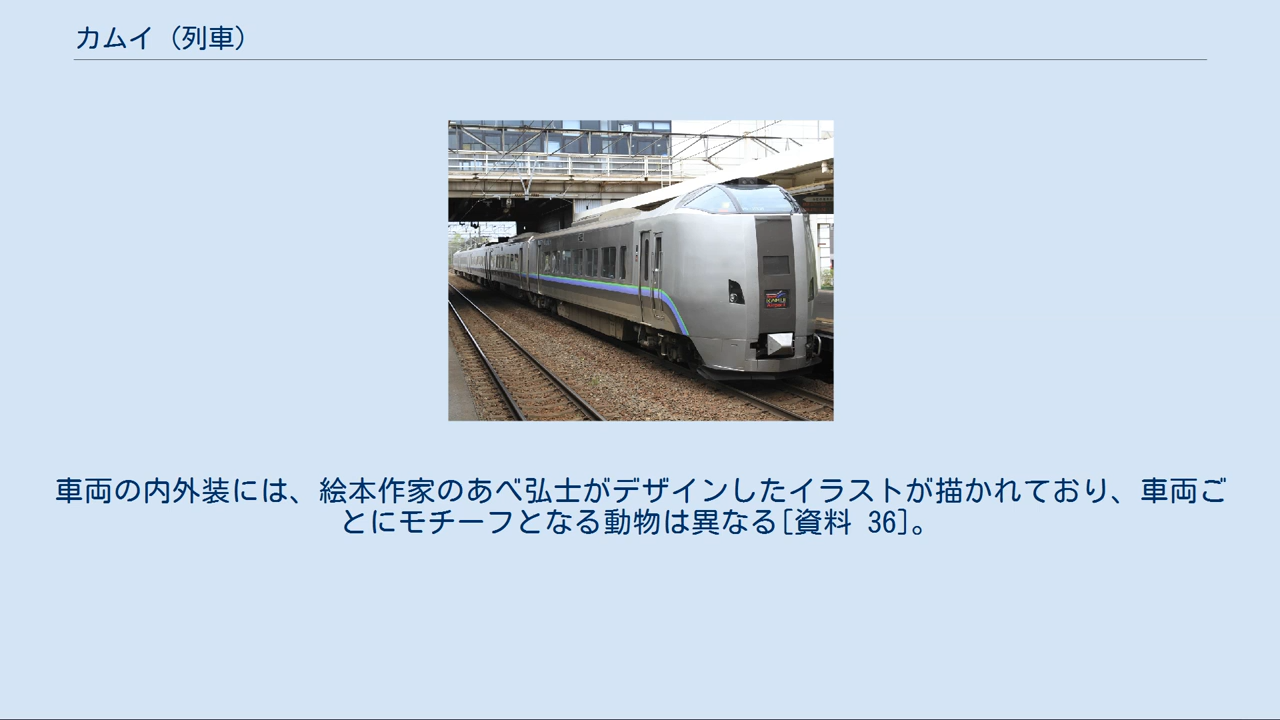 カムイ（列車）
車両の内外装には、絵本作家のあべ弘士がデザインしたイラストが描かれており、車両ご
とにモチーフとなる動物は異なる[資料 36]。